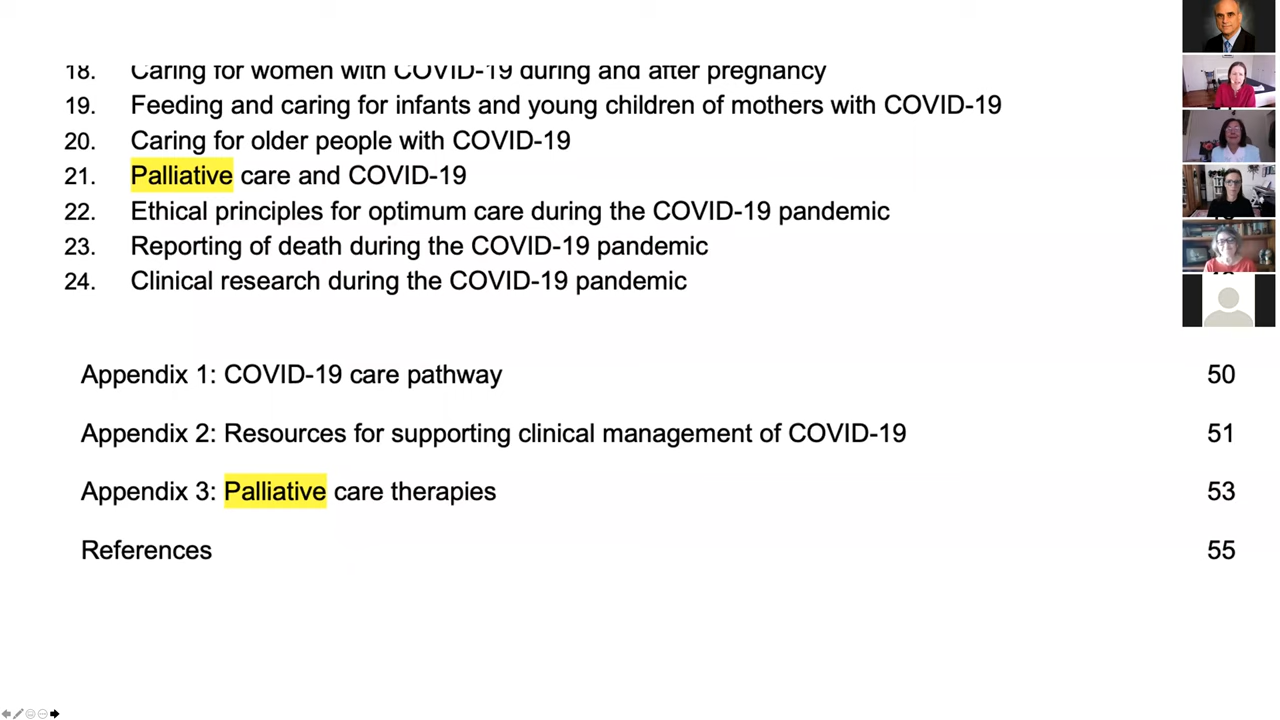 18. Caring for women with COVID-19 during and after pregnancy
19. Feeding and caring for infants and young children of mothers with COVID-19
20. Caring for older people with COVID-19
21. Palliative care and COVID-19
22. Ethical principles for optimum care during the COVID-19 pandemic
23. Reporting of death during the COVID-19 pandemic
24. Clinical research during the COVID-19 pandemic
Appendix 1: COVID-19 care pathway 50
Appendix 2: Resources for supporting clinical management of COVID-19 51
Appendix 3: Palliative care therapies 53
References 55